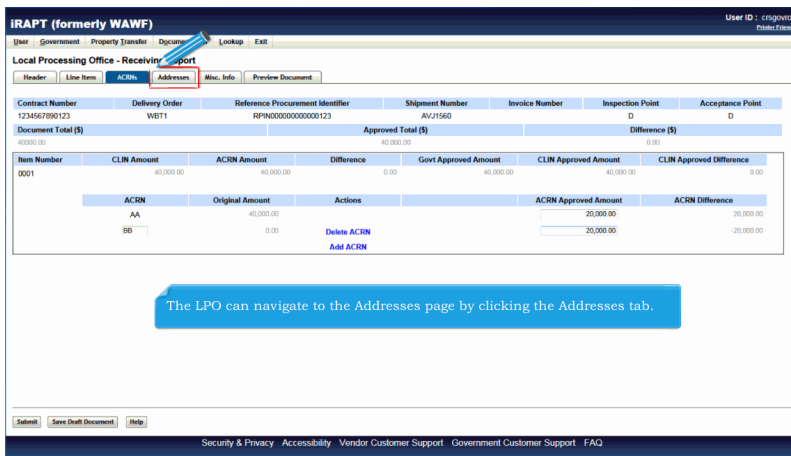 User ID : crsgovro
iRAPT (formerly WAWF)
Printer Frien
User Government Property Transfer Lookup Exit
Local Processing Office - Receiving Report
Header Line Item ACRNs Addresses Misc. Info Preview Document
Contract Number Delivery Order Reference Procurement Identifier Shipment Number Invoice Number Inspection Point Acceptance Point
1234567890123 WBT1 RPIN000000000000123 AVJ1560 D D
Document Total ($) Approved Total ($) Difference ($)
40000.00 40,000.00 0.00
Item Number CLIN Amount ACRN Amount Difference Govt Approved Amount CLIN Approved Amount CLIN Approved Difference
0001 40,000.00 40,000.00 0.00 40,000.00 40,000.00 0.00
ACRN Original Amount Actions ACRN Approved Amount ACRN Difference
AA 40,000.00 20,000.00 20,000.00
BB 0.00 Delete ACRN 20,000.00 -20,000.00
Add ACRN
The LPO can navigate to the Addresses page by clicking the Addresses tab.
Submit Save Draft Document Help
Security & Privacy Accessibility Vendor Customer Support Government Customer Support FAQ